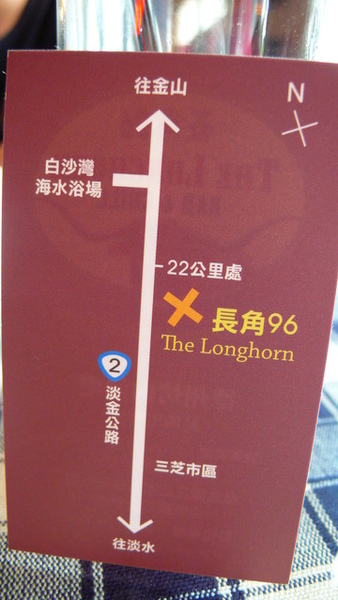 往金山
N
白沙灣
海水浴場
22公里處
長角96
The Longhorn
2
淡金公路
三芝市區
往淡水